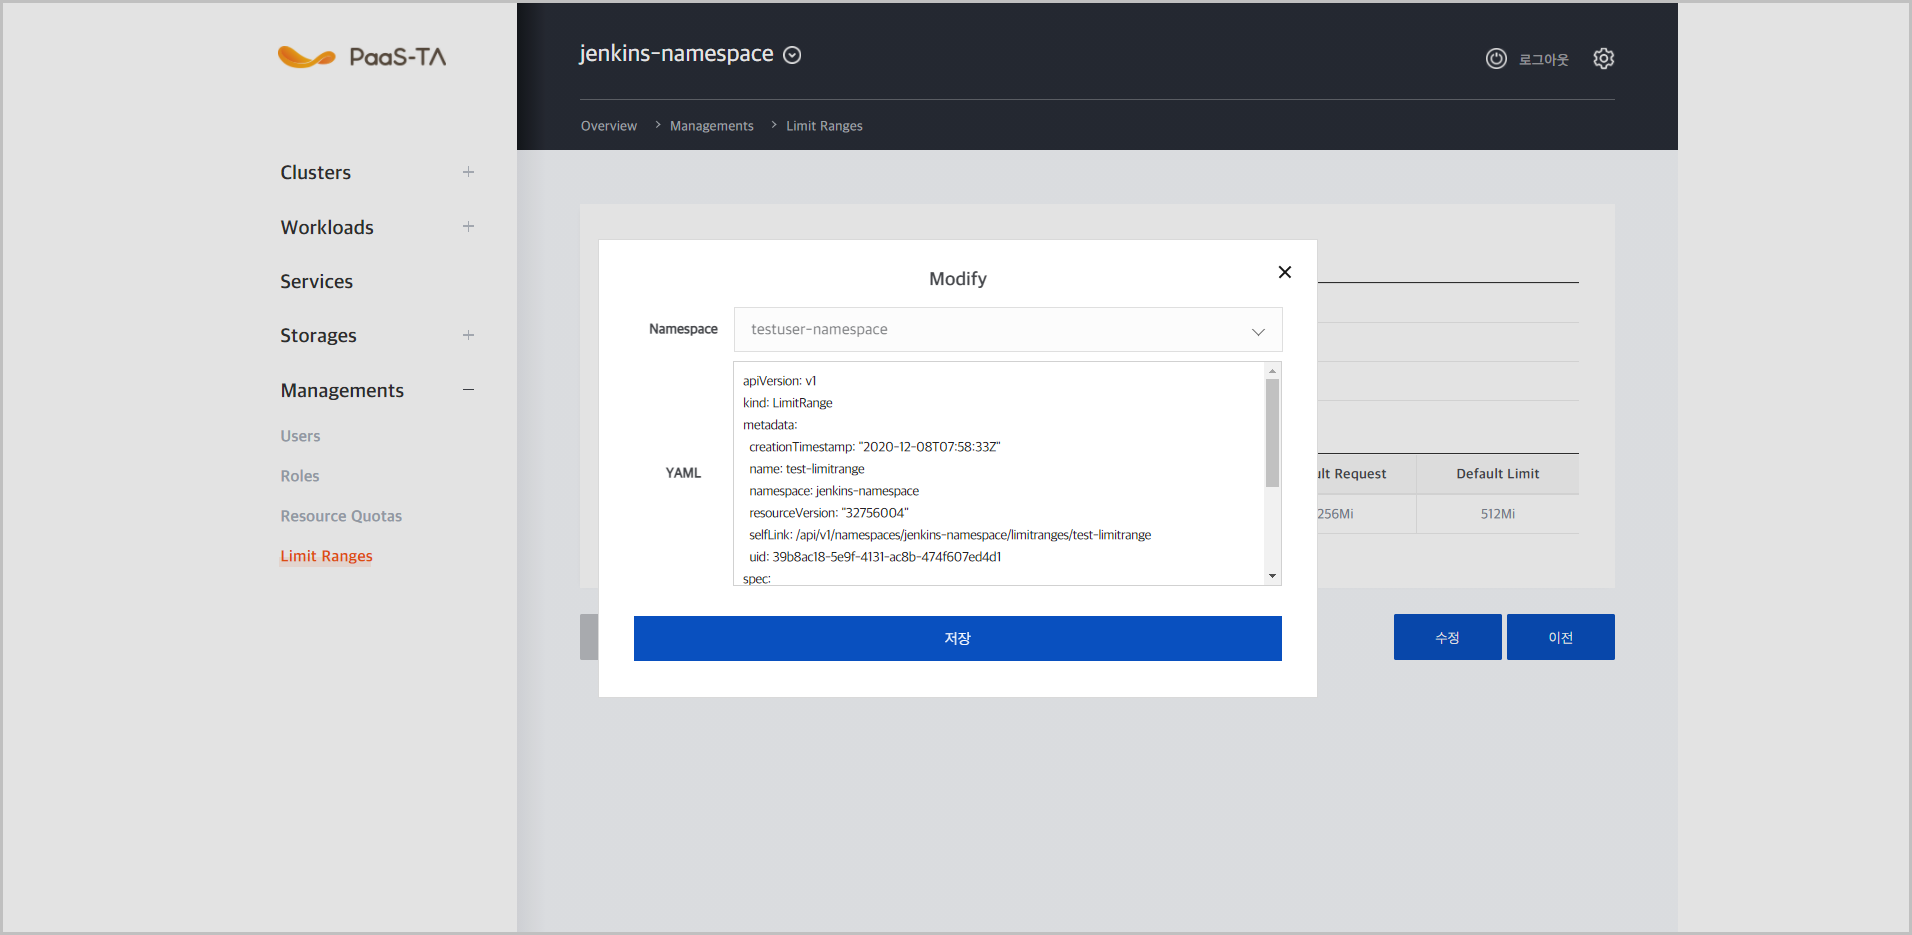 PaaS-TA
jenkins-namespace
로그아웃
Overview > Managements > Limit Ranges
Clusters
Workloads
Services
Storages
Managements
Users
Roles
Resource Quotas
Limit Ranges
Modify
Namespace testuser-namespace
YAML
apiVersion: v1
kind: LimitRange
metadata:
creationTimestamp: "2020-12-08T07:58:33Z"
name: test-limitrange
namespace: jenkins-namespace
resourceVersion: "32756004"
selfLink: /api/v1/namespaces/jenkins-namespace/limitranges/test-limitrange
uid: 39b8ac18-5e9f-4131-ac8b-474f607ed4d1
spec:
저장
ult Request Default Limit
256Mi 512Mi
수정 이전